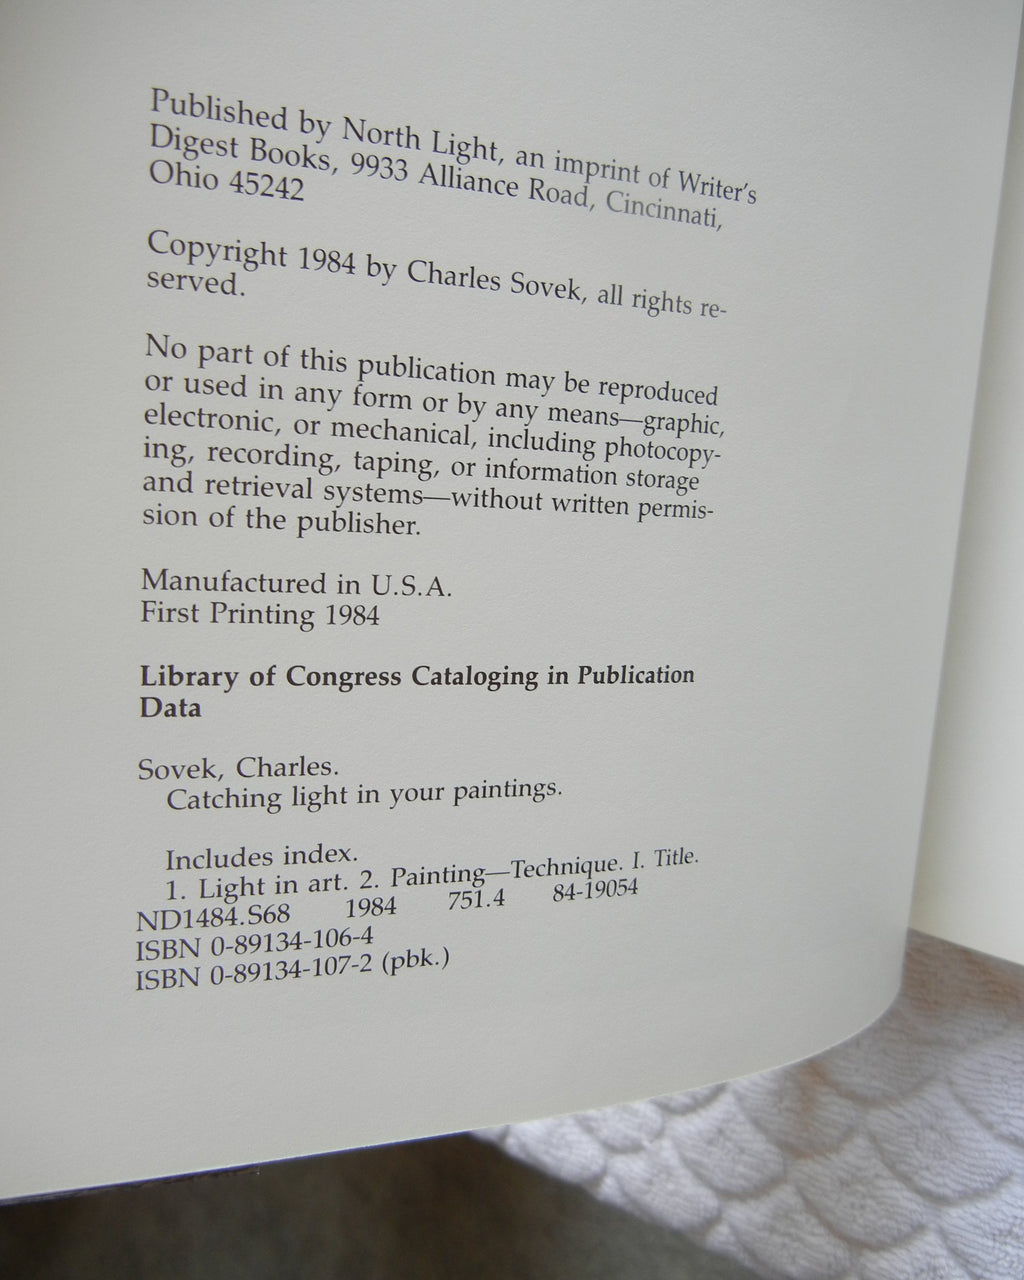 Published by North Light, an imprint of Writer's
Digest Books, 9933 Alliance Road, Cincinnati,
Ohio 45242
Copyright 1984 by Charles Sovek, all rights re-
served.
No part of this publication may be reproduced
or used in any form or by any means—graphic,
electronic, or mechanical, including photocopy-
ing, recording, taping, or information storage
and retrieval systems—without written permis-
sion of the publisher.
Manufactured in U.S.A.
First Printing 1984
Library of Congress Cataloging in Publication
Data
Sovek, Charles.
Catching light in your paintings.
Includes index.
1. Light in art. 2. Painting—Technique. I. Title.
ND1484.S68 1984 751.4 84-19054
ISBN 0-89134-106-4
ISBN 0-89134-107-2 (pbk.)